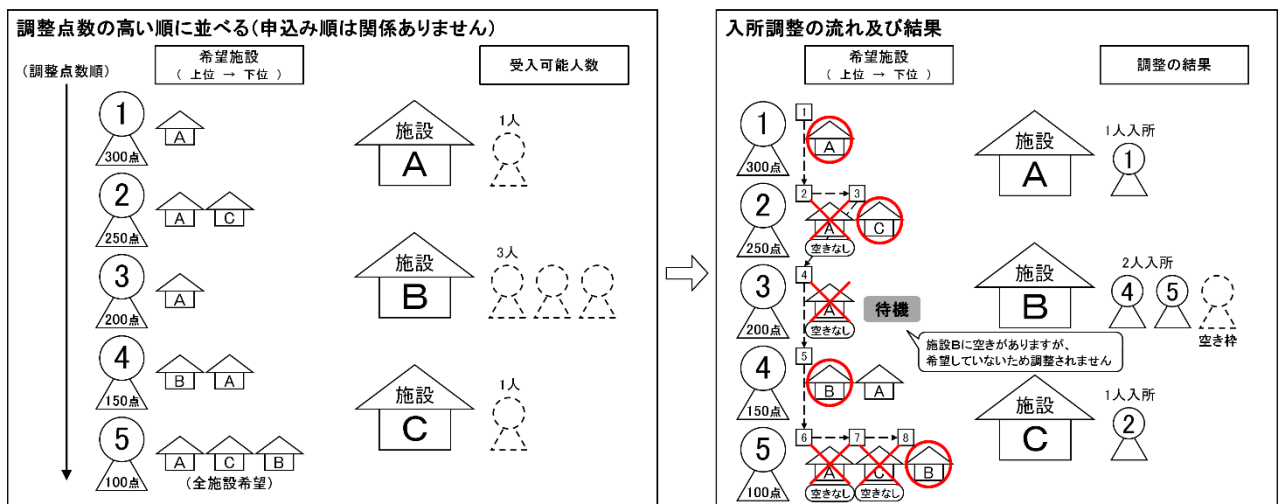 調整点数の高い順に並べる(申込み順は関係ありません)
(調整点数順)
希望施設
( 上位 → 下位 )
受入可能人数
1
300点
A
2
250点
A
C
3
200点
A
4
150点
B
A
5
100点
A
C
B
(全施設希望)
施設
A
1人
施設
B
3人
施設
C
1人
入所調整の流れ及び結果
希望施設
( 上位 → 下位 )
調整の結果
1
300点
1
A
2
250点
2
3
A
C
空きなし
3
200点
4
A
空きなし
待機
施設Bに空きがありますが、
希望していないため調整されません
4
150点
5
B
A
5
100点
6
7
8
A
C
B
空きなし
空きなし
施設
A
1人入所
1
施設
B
2人入所
4
5
空き枠
施設
C
1人入所
2